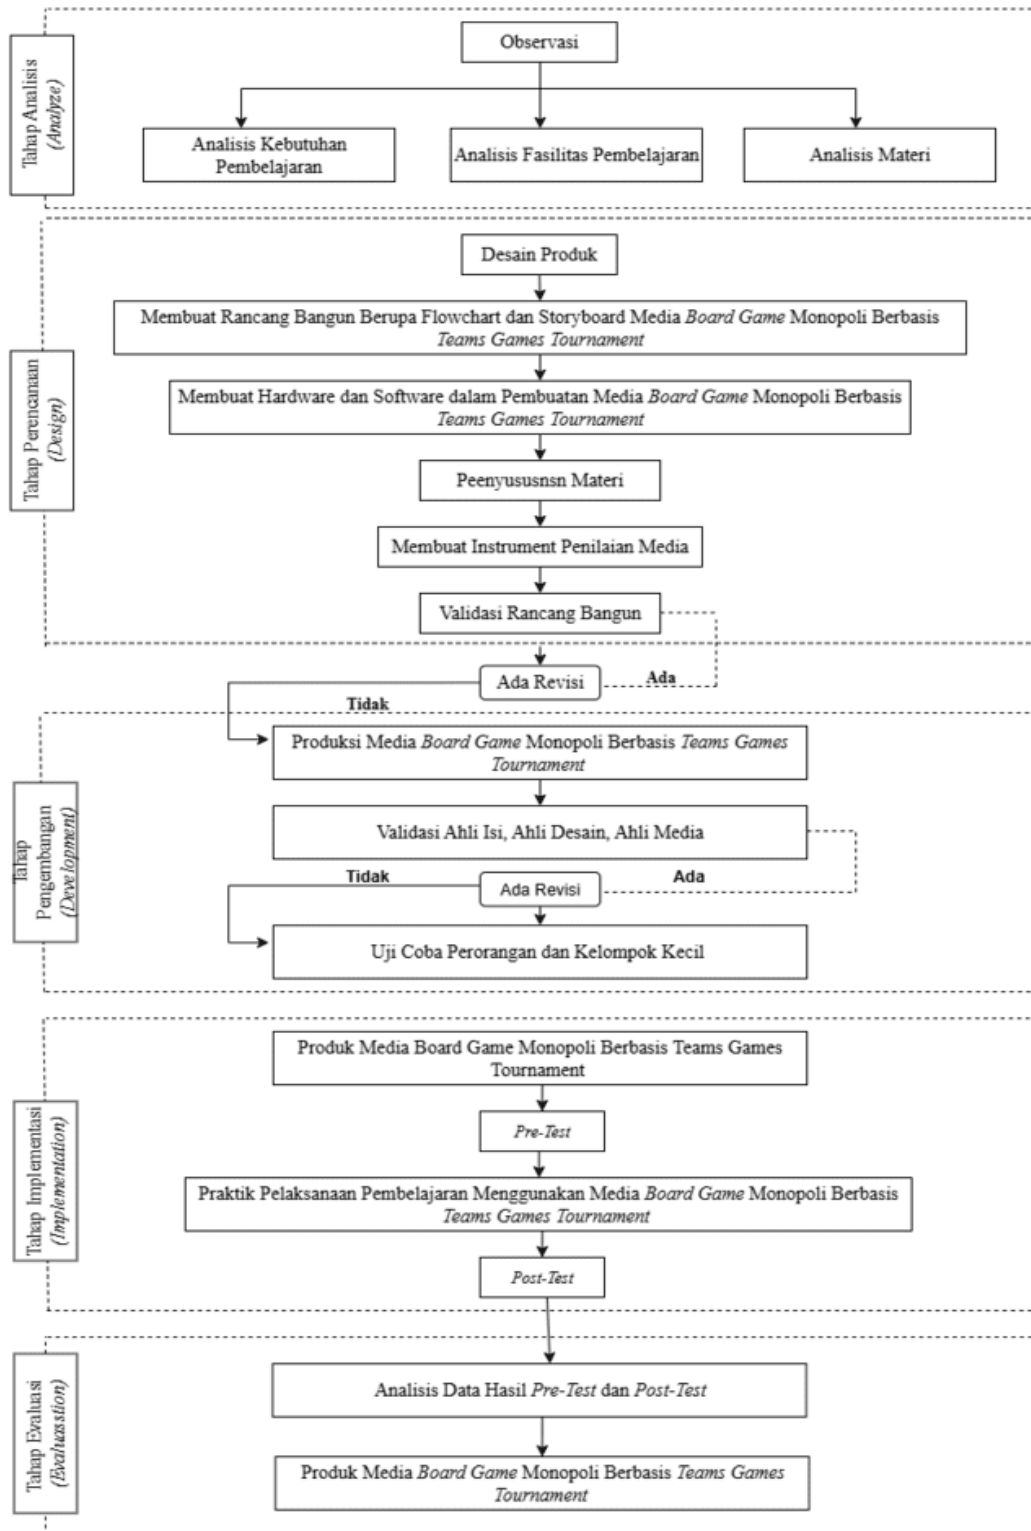 Tahap Analisis
(Analyze)
Observasi
Analisis Kebutuhan
Pembelajaran
Analisis Fasilitas Pembelajaran
Analisis Materi
Tahap Perencanaan
(Design)
Desain Produk
Membuat Rancang Bangun Berupa Flowchart dan Storyboard Media Board Game Monopoli Berbasis
Teams Games Tournament
Membuat Hardware dan Software dalam Pembuatan Media Board Game Monopoli Berbasis
Teams Games Tournament
Peenyususnsn Materi
Membuat Instrument Penilaian Media
Validasi Rancang Bangun
Ada Revisi
Ada
Tidak
Tahap
Pengembangan
(Development)
Produksi Media Board Game Monopoli Berbasis Teams Games
Tournament
Validasi Ahli Isi, Ahli Desain, Ahli Media
Tidak
Ada Revisi
Ada
Uji Coba Perorangan dan Kelompok Kecil
Tahap Implementasi
(Implementation)
Produk Media Board Game Monopoli Berbasis Teams Games
Tournament
Pre-Test
Praktik Pelaksanaan Pembelajaran Menggunakan Media Board Game Monopoli Berbasis
Teams Games Tournament
Post-Test
Tahap Evaluasi
(Evaluasstion)
Analisis Data Hasil Pre-Test dan Post-Test
Produk Media Board Game Monopoli Berbasis Teams Games
Tournament